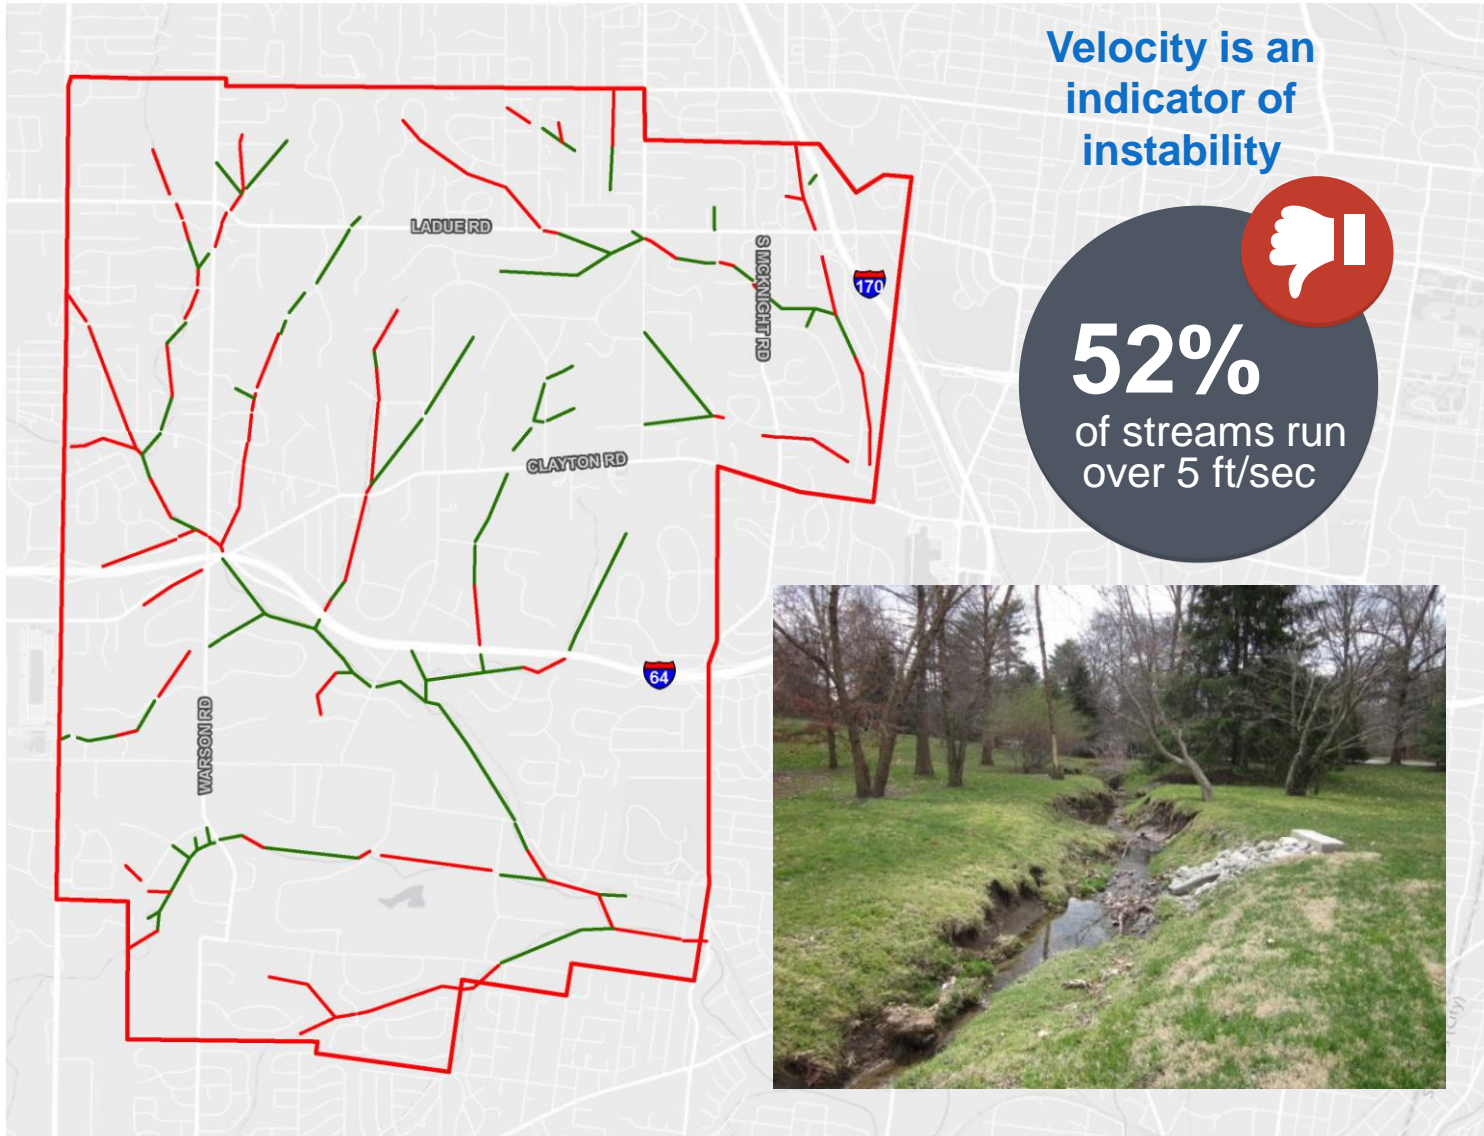 Velocity is an
indicator of
instability
52%
of streams run
over 5 ft/sec
LADUE RD
S MCKNIGHT RD
170
CLAYTON RD
64
WARSON RD